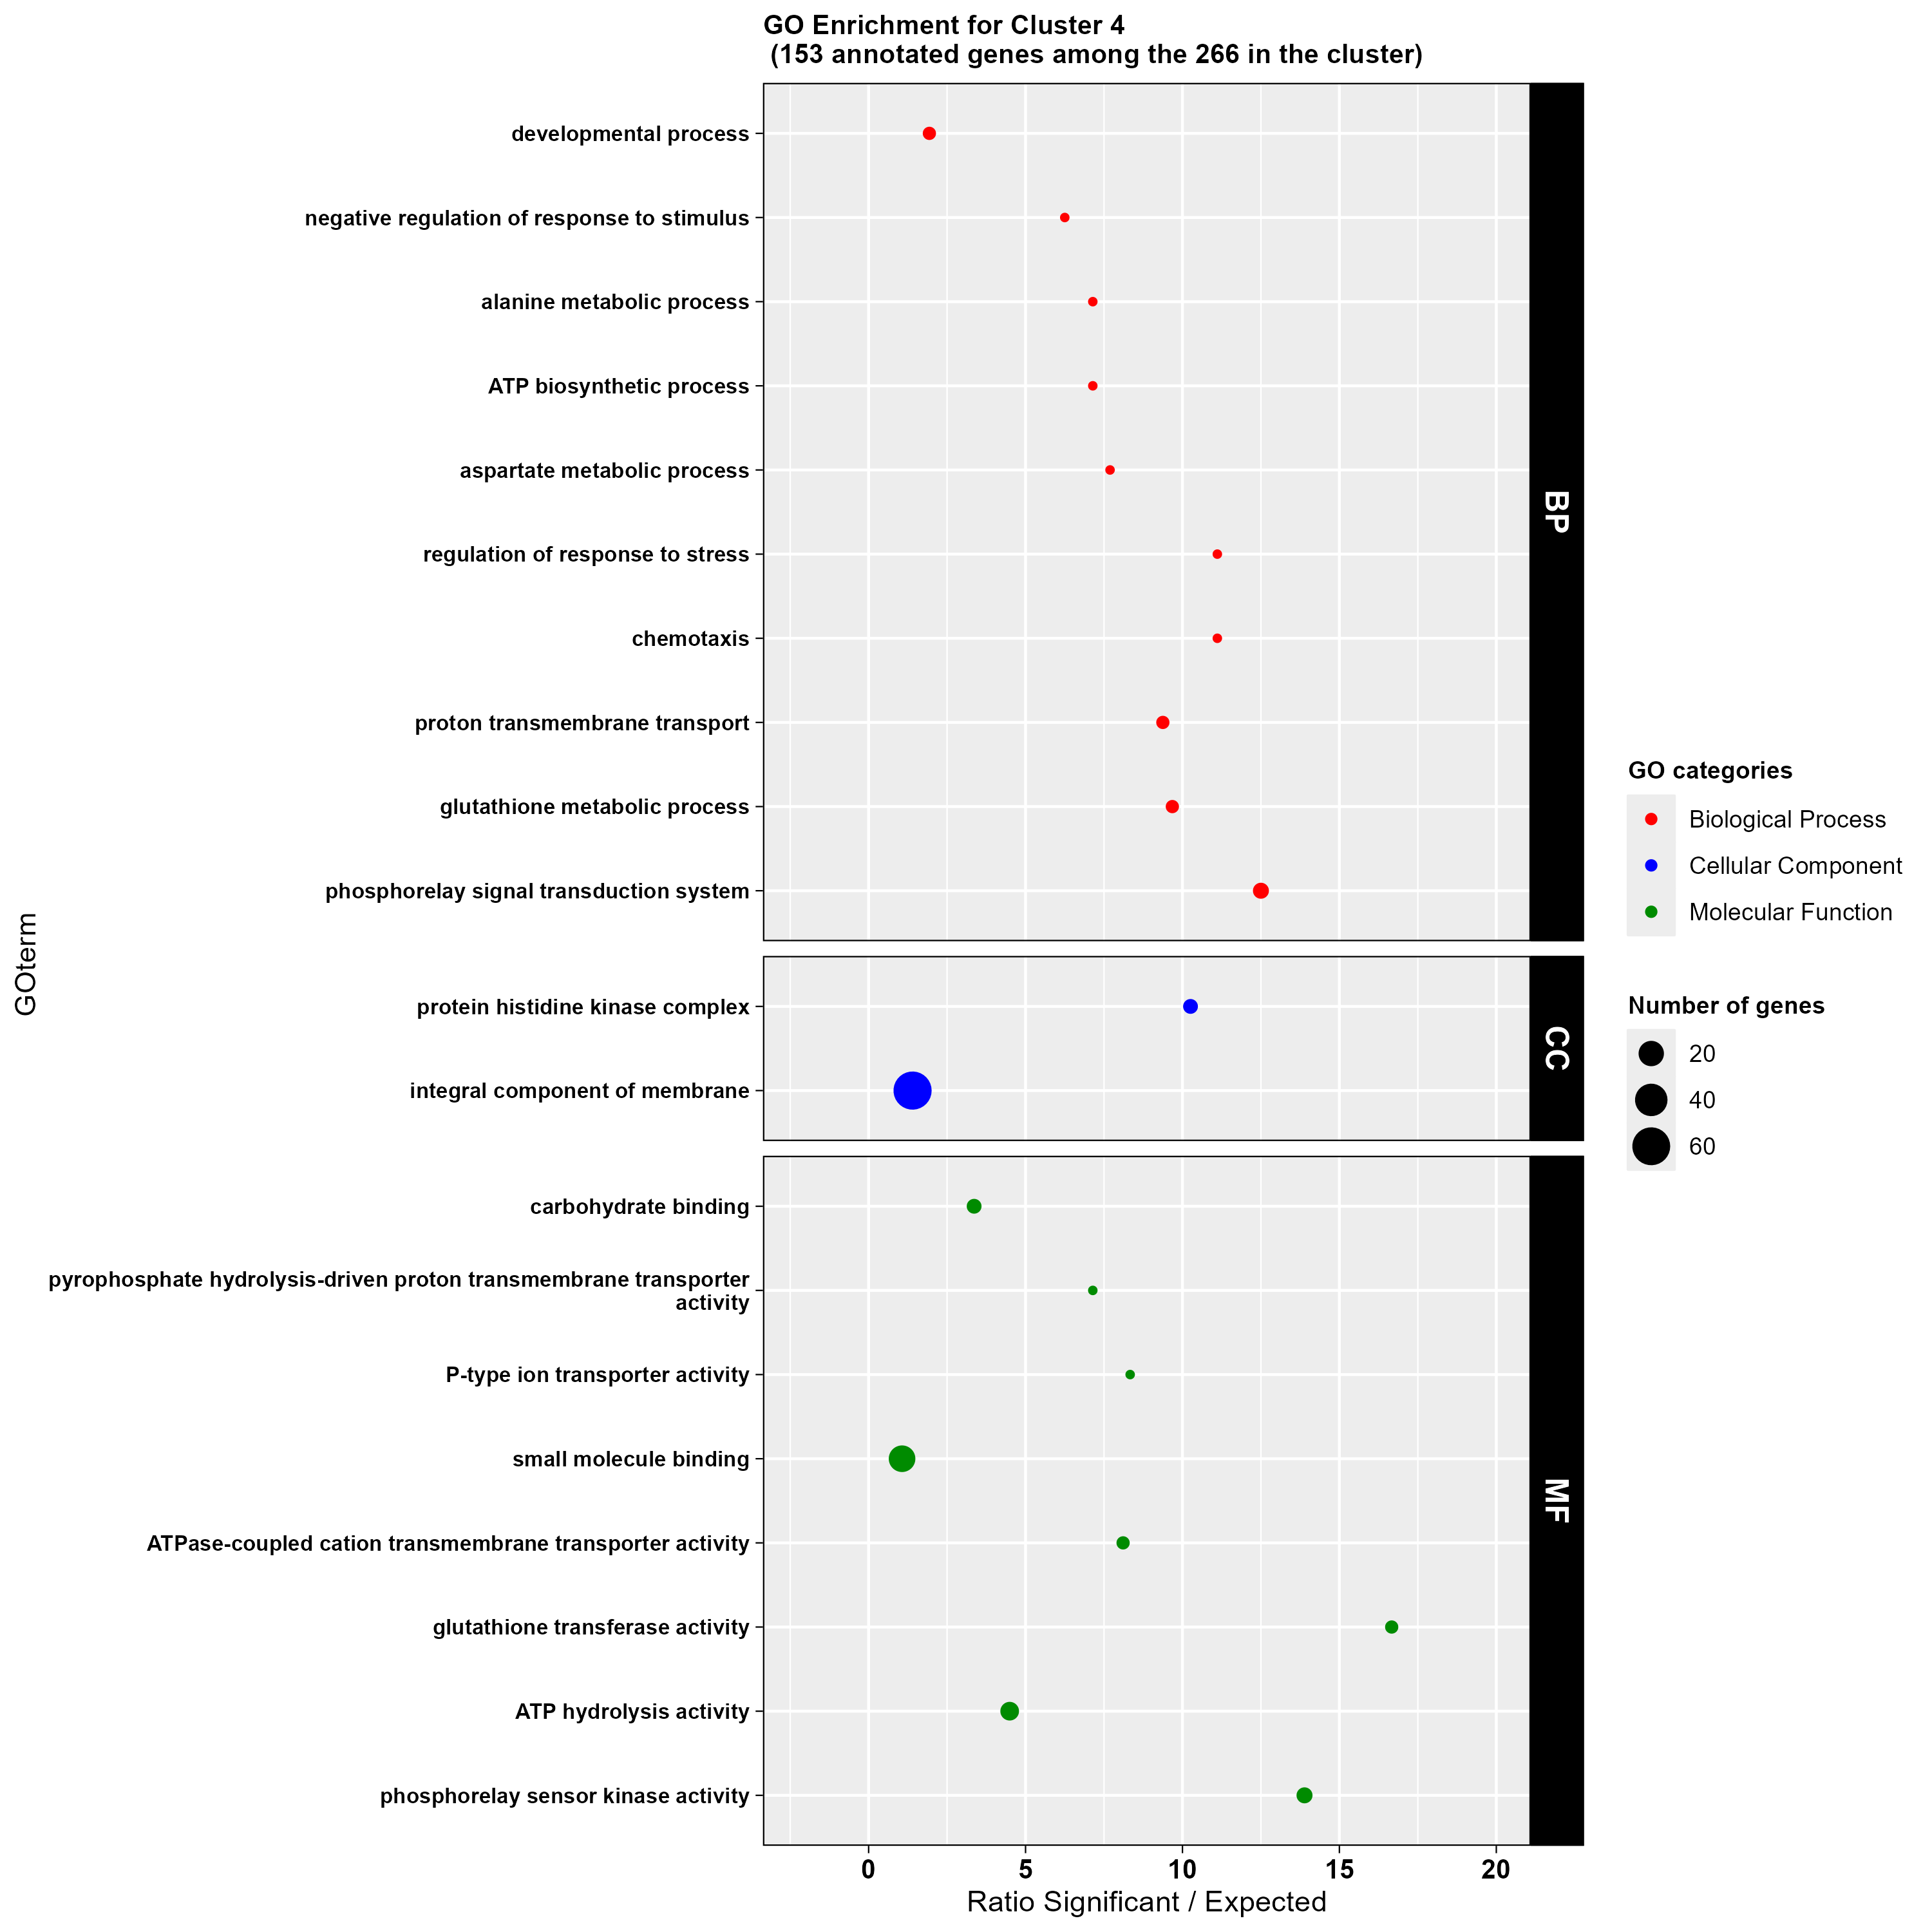 GO Enrichment for Cluster 4
(153 annotated genes among the 266 in the cluster)
GOterm
developmental process
negative regulation of response to stimulus
alanine metabolic process
ATP biosynthetic process
aspartate metabolic process
regulation of response to stress
chemotaxis
proton transmembrane transport
glutathione metabolic process
phosphorelay signal transduction system
BP
protein histidine kinase complex
integral component of membrane
CC
carbohydrate binding
pyrophosphate hydrolysis-driven proton transmembrane transporter
activity
P-type ion transporter activity
small molecule binding
ATPase-coupled cation transmembrane transporter activity
glutathione transferase activity
ATP hydrolysis activity
phosphorelay sensor kinase activity
MF
0 5 10 15 20
Ratio Significant / Expected
GO categories
Biological Process
Cellular Component
Molecular Function
Number of genes
20
40
60